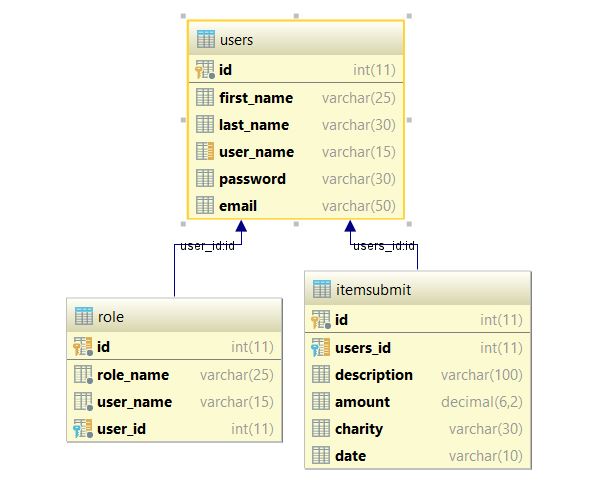 users
id int(11)
first_name varchar(25)
last_name varchar(30)
user_name varchar(15)
password varchar(30)
email varchar(50)
user_id:id
users_id:id
role
id int(11)
role_name varchar(25)
user_name varchar(15)
user_id int(11)
itemsubmit
id int(11)
users_id int(11)
description varchar(100)
amount decimal(6,2)
charity varchar(30)
date varchar(10)